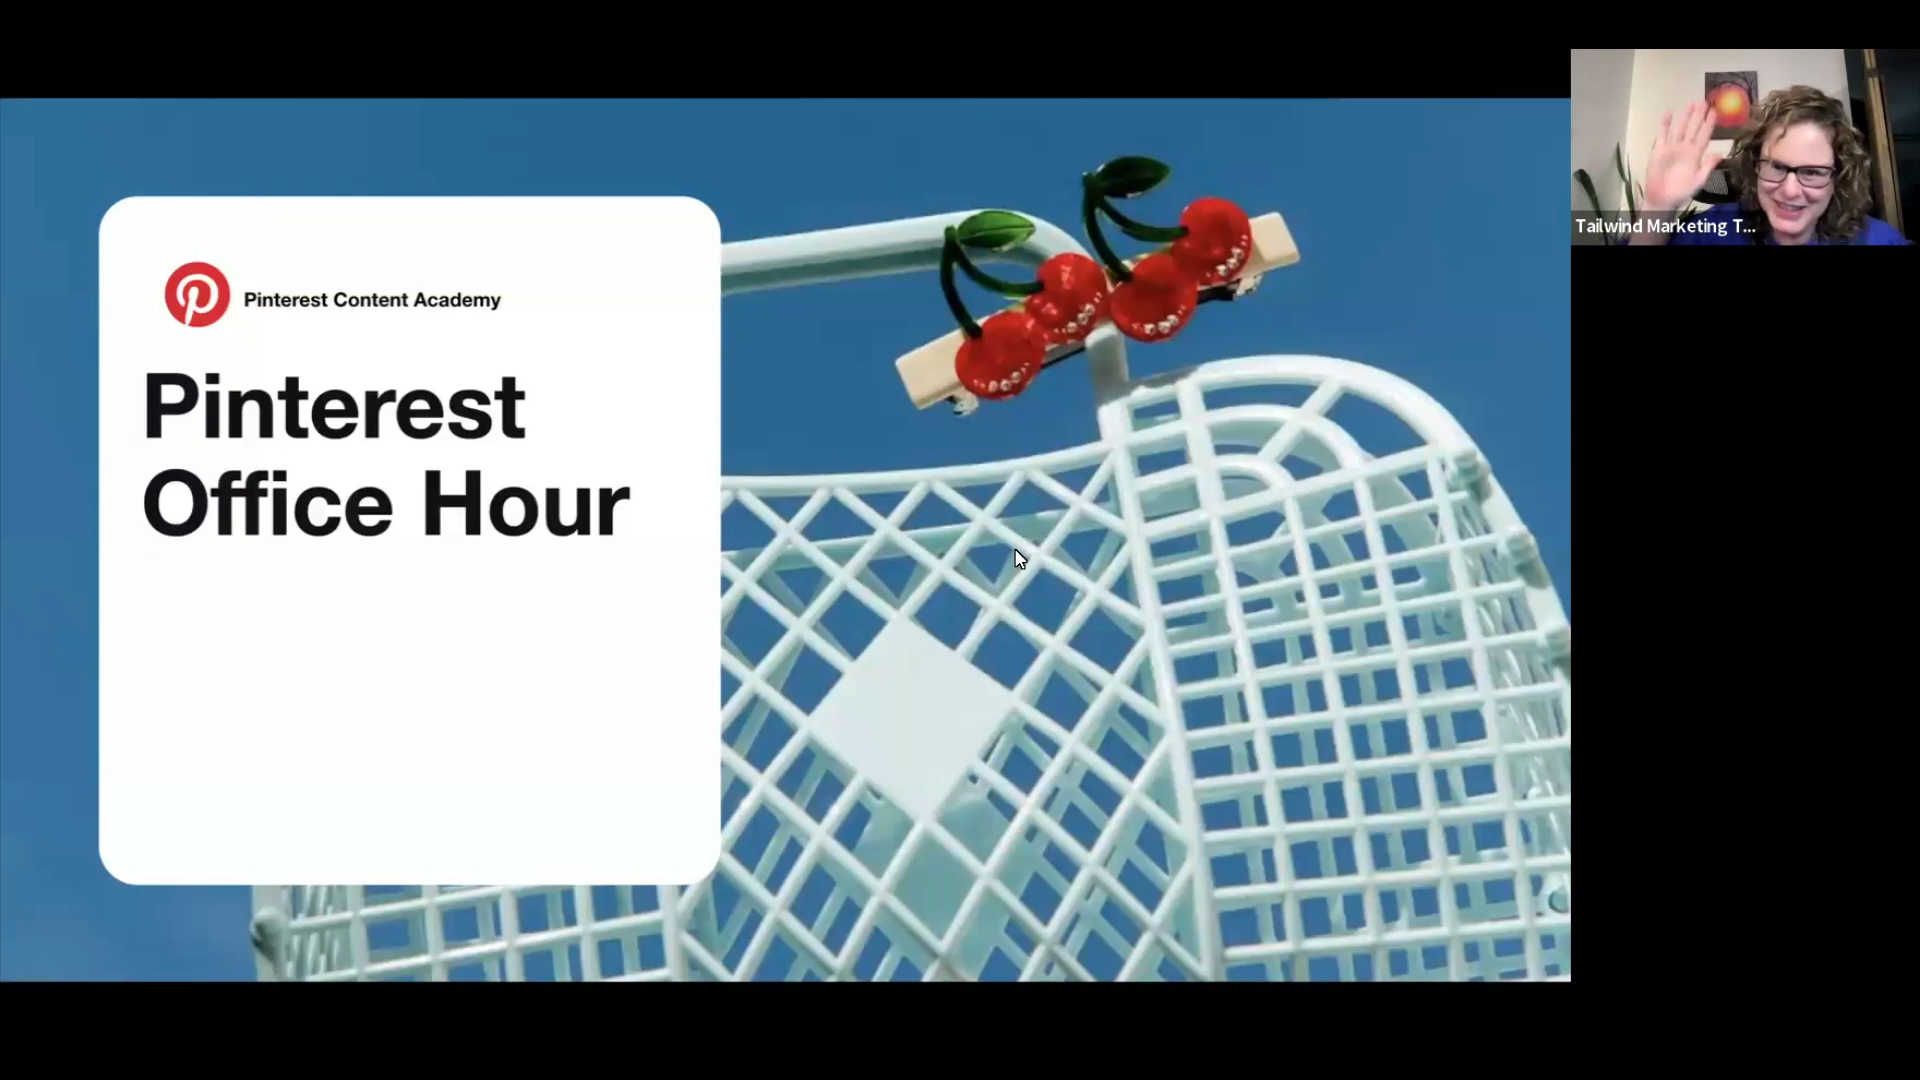 Pinterest Content Academy
Pinterest
Office Hour
Tailwind Marketing T...